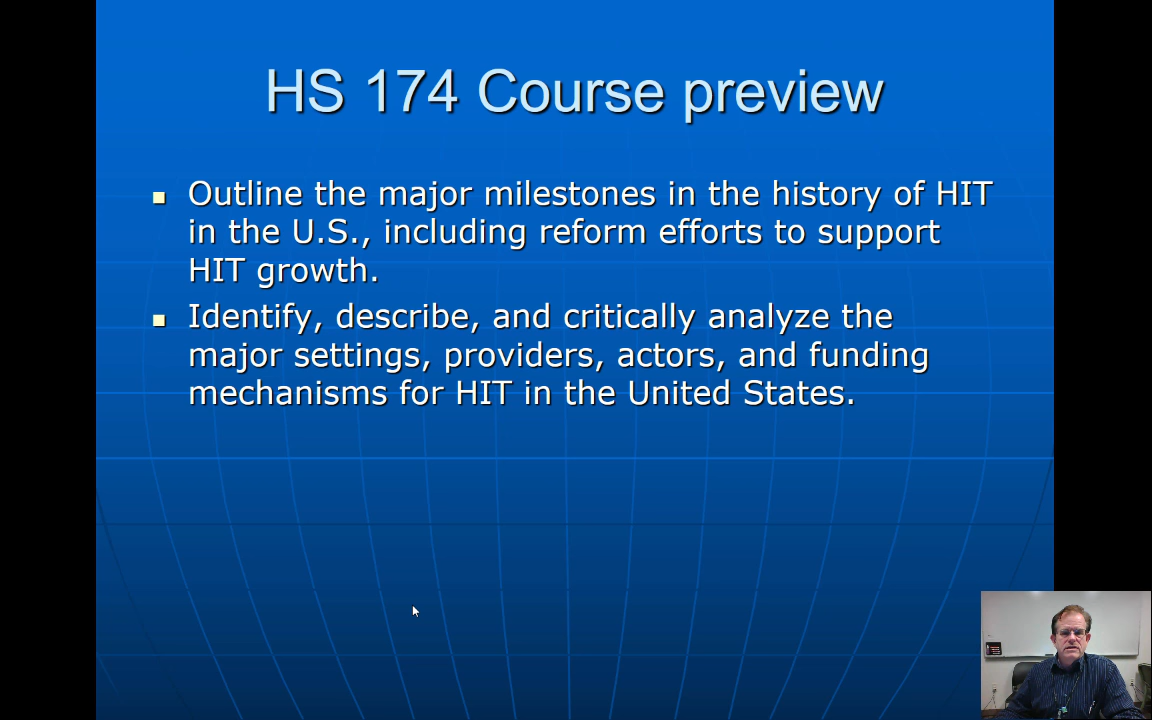 HS 174 Course preview
Outline the major milestones in the history of HIT
in the U.S., including reform efforts to support
HIT growth.
Identify, describe, and critically analyze the
major settings, providers, actors, and funding
mechanisms for HIT in the United States.